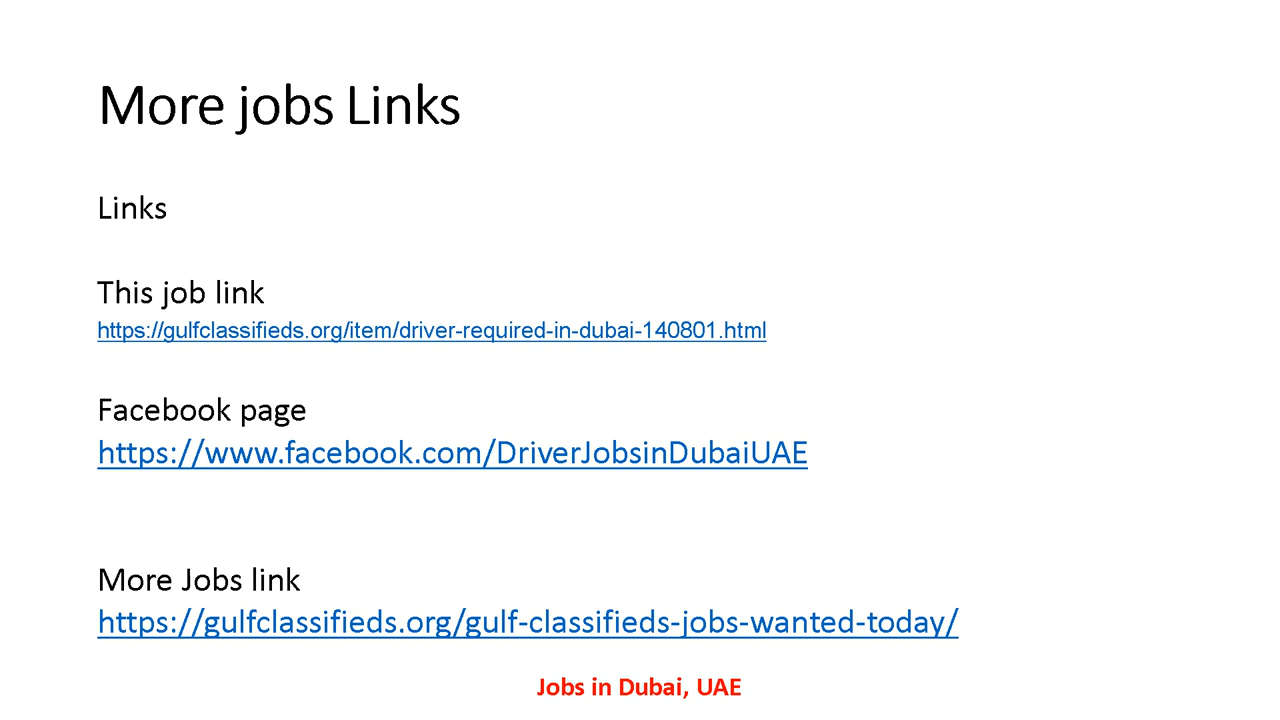 More jobs Links
Links
This job link
https://gulfclassifieds.org/item/driver-required-in-dubai-140801.html
Facebook page
https://www.facebook.com/DriverJobsinDubaiUAE
More Jobs link
https://gulfclassifieds.org/gulf-classifieds-jobs-wanted-today/
Jobs in Dubai, UAE